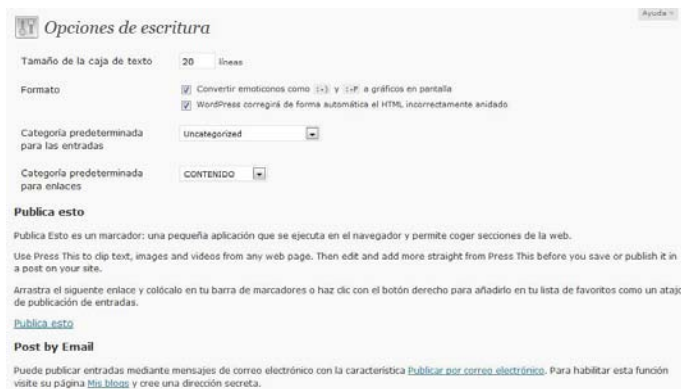 Ayuda
Opciones de escritura
Tamaño de la caja de texto 20 líneas
Formato Convertir emoticonos como :-) y :-P a gráficos en pantalla
WordPress corregirá de forma automática el HTML incorrectamente anidado
Categoría predeterminada
para las entradas Uncategorized
Categoría predeterminada
para enlaces CONTENIDO
Publica esto
Publica Esto es un marcador: una pequeña aplicación que se ejecuta en el navegador y permite coger secciones de la web.
Use Press This to clip text, images and videos from any web page. Then edit and add more straight from Press This before you save or publish it in
a post on your site.
Arrastra el siguente enlace y colócalo en tu barra de marcadores o haz clic con el botón derecho para añadirlo en tu lista de favoritos como un atajo
de publicación de entradas.
Publica esto
Post by Email
Puede publicar entradas mediante mensajes de correo electrónico con la característica Publicar por correo electrónico. Para habilitar esta función
visite su página Mis blogs y cree una dirección secreta.